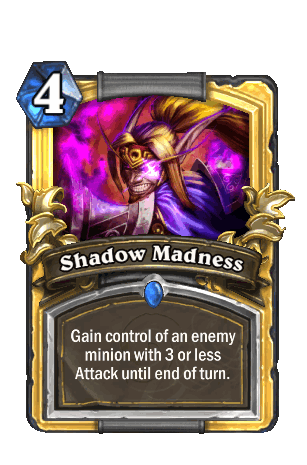 4
Shadow Madness
Gain control of an enemy
minion with 3 or less
Attack until end of turn.